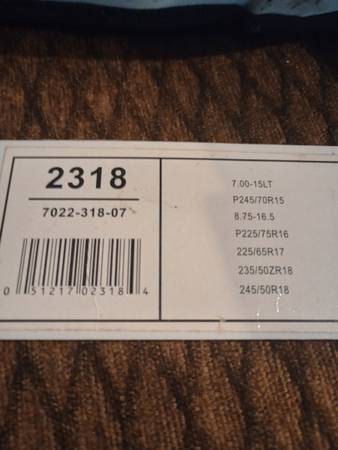 2318
7022-318-07
0 51217 02318 4
7.00-15LT
P245/70R15
8.75-16.5
P225/75R16
225/65R17
235/50ZR18
245/50R18